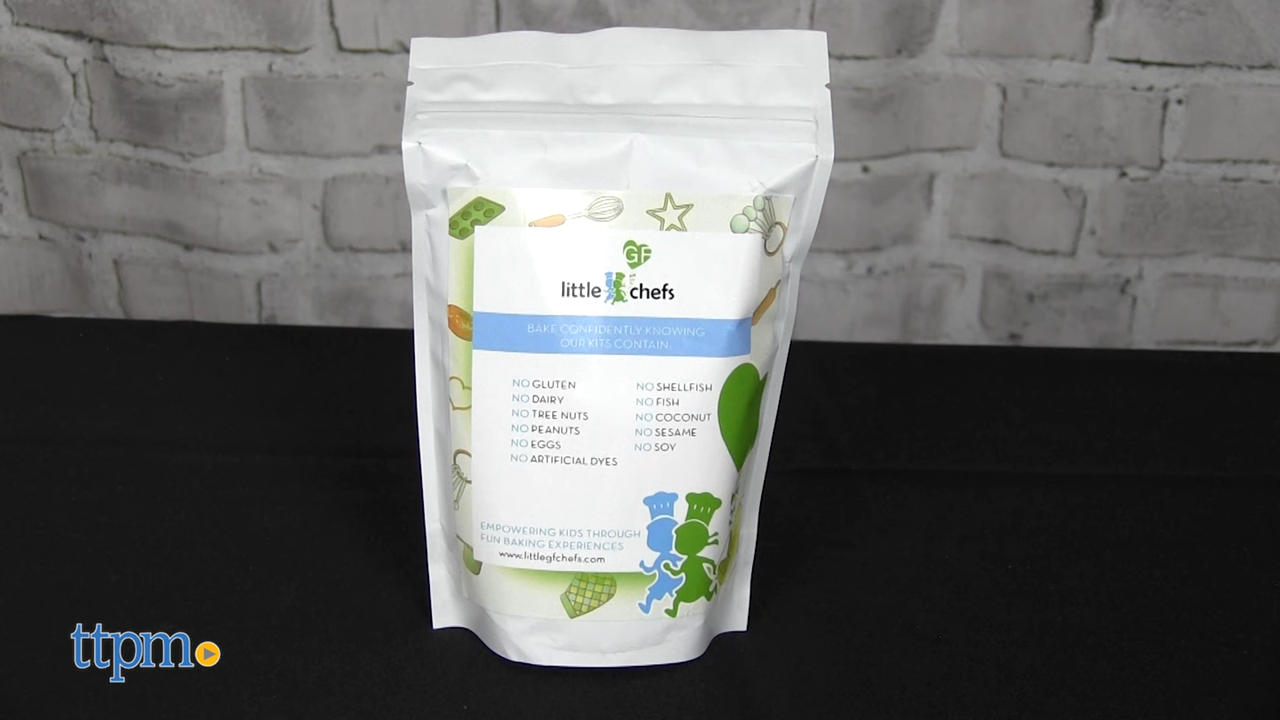 GF
little chefs
BAKE CONFIDENTLY KNOWING
OUR KITS CONTAIN:
NO GLUTEN
NO DAIRY
NO TREE NUTS
NO PEANUTS
NO EGGS
NO ARTIFICIAL DYES
NO SHELLFISH
NO FISH
NO COCONUT
NO SESAME
NO SOY
EMPOWERING KIDS THROUGH
FUN BAKING EXPERIENCES
www.littlegfchefs.com
ttpm